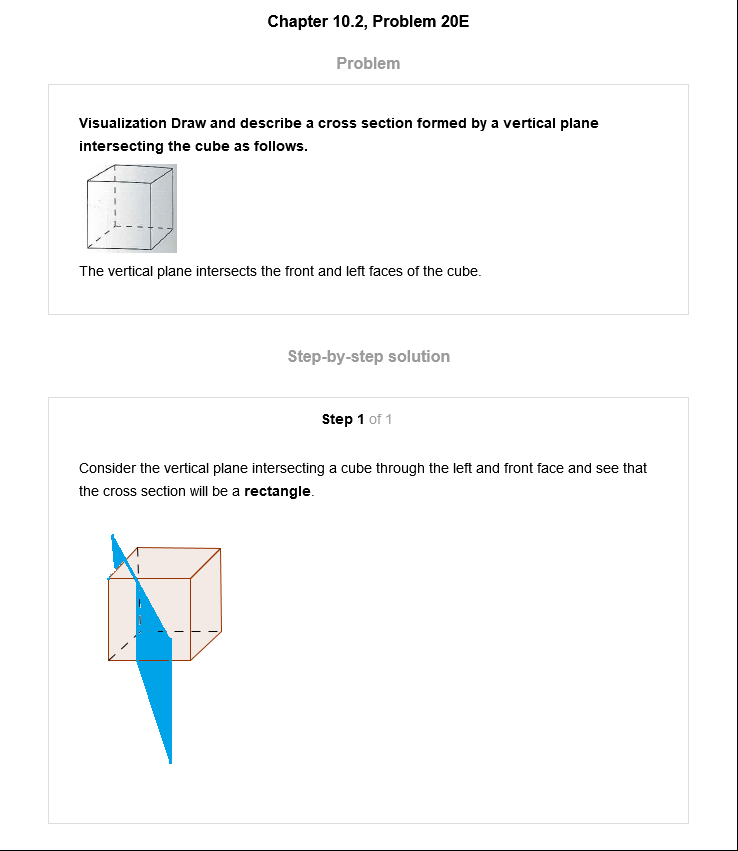 Chapter 10.2, Problem 20E
Problem
Visualization Draw and describe a cross section formed by a vertical plane
intersecting the cube as follows.
The vertical plane intersects the front and left faces of the cube.
Step-by-step solution
Step 1 of 1
Consider the vertical plane intersecting a cube through the left and front face and see that
the cross section will be a rectangle.